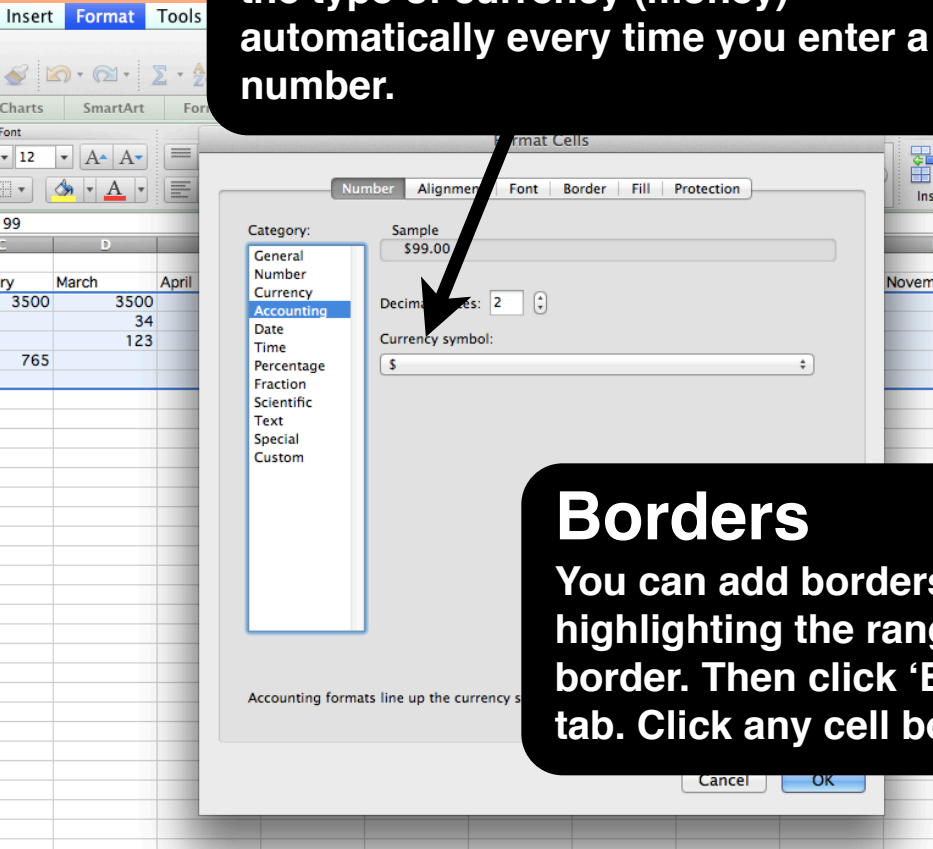 Insert Format Tools
automatically every time you enter a
number.
Charts SmartArt
Font
12 A A
A
99
D
March April
3500 3500
34
123
765
Format Cells
Number Alignment Font Border Fill Protection
Category:
General
Number
Currency
Accounting
Date
Time
Percentage
Fraction
Scientific
Text
Special
Custom
Sample
$99.00
2
Currency symbol:
$
Accounting formats line up the currency s
Borders
You can add borders
highlighting the rang
border. Then click ‘
tab. Click any cell bo
Cancel OK